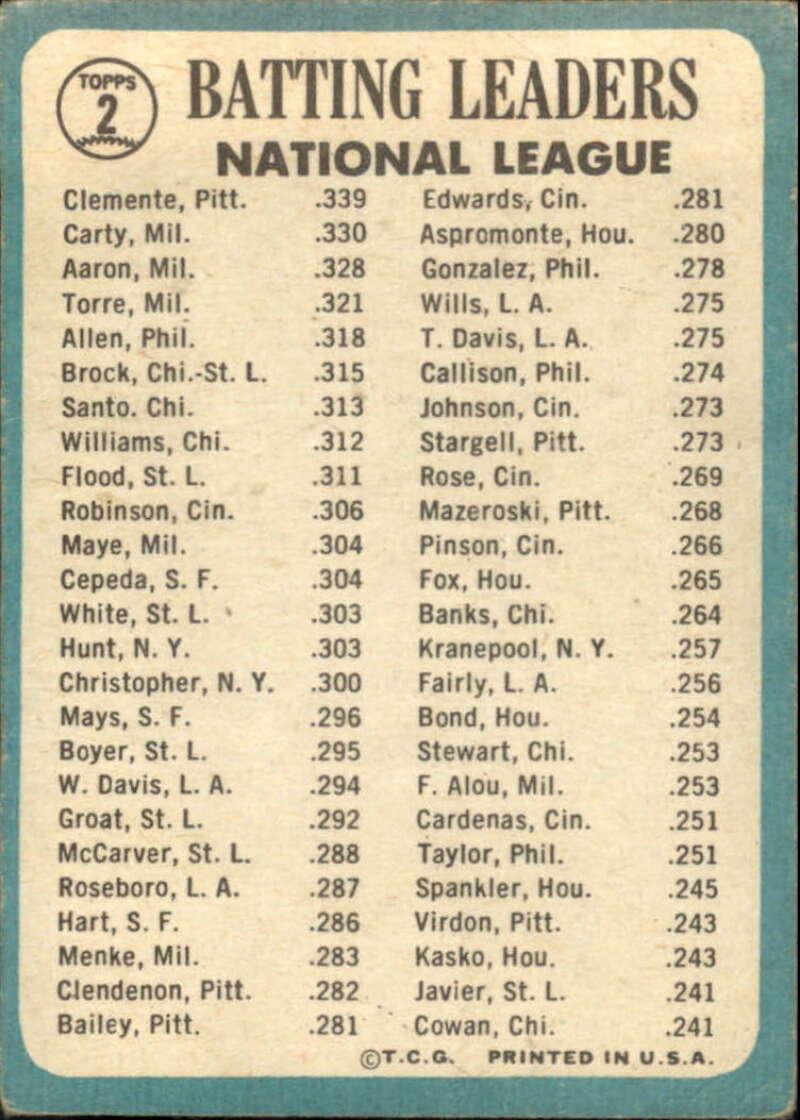 TOPPS
2
BATTING LEADERS
NATIONAL LEAGUE
Clemente, Pitt. .339
Carty, Mil. .330
Aaron, Mil. .328
Torre, Mil. .321
Allen, Phil. .318
Brock, Chi.-St. L. .315
Santo. Chi. .313
Williams, Chi. .312
Flood, St. L. .311
Robinson, Cin. .306
Maye, Mil. .304
Cepeda, S. F. .304
White, St. L. .303
Hunt, N. Y. .303
Christopher, N. Y. .300
Mays, S. F. .296
Boyer, St. L. .295
W. Davis, L. A. .294
Groat, St. L. .292
McCarver, St. L. .288
Roseboro, L. A. .287
Hart, S. F. .286
Menke, Mil. .283
Clendenon, Pitt. .282
Bailey, Pitt. .281
Edwards, Cin. .281
Aspromonte, Hou. .280
Gonzalez, Phil. .278
Wills, L. A. .275
T. Davis, L. A. .275
Callison, Phil. .274
Johnson, Cin. .273
Stargell, Pitt. .273
Rose, Cin. .269
Mazeroski, Pitt. .268
Pinson, Cin. .266
Fox, Hou. .265
Banks, Chi. .264
Kranepool, N. Y. .257
Fairly, L. A. .256
Bond, Hou. .254
Stewart, Chi. .253
F. Alou, Mil. .253
Cardenas, Cin. .251
Taylor, Phil. .251
Spankler, Hou. .245
Virdon, Pitt. .243
Kasko, Hou. .243
Javier, St. L. .241
Cowan, Chi. .241
©T.C.G. PRINTED IN U.S.A.